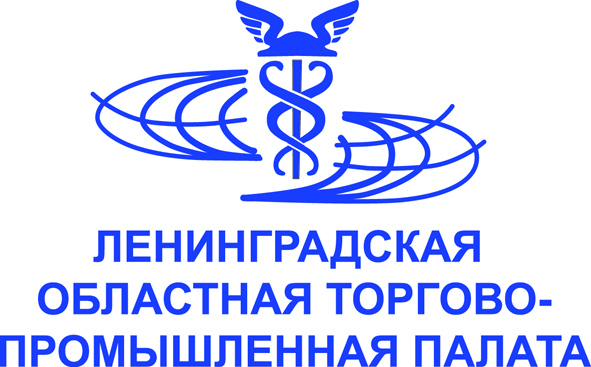 ЛЕНИНГРАДСКАЯ
ОБЛАСТНАЯ ТОРГОВО-
ПРОМЫШЛЕННАЯ ПАЛАТА